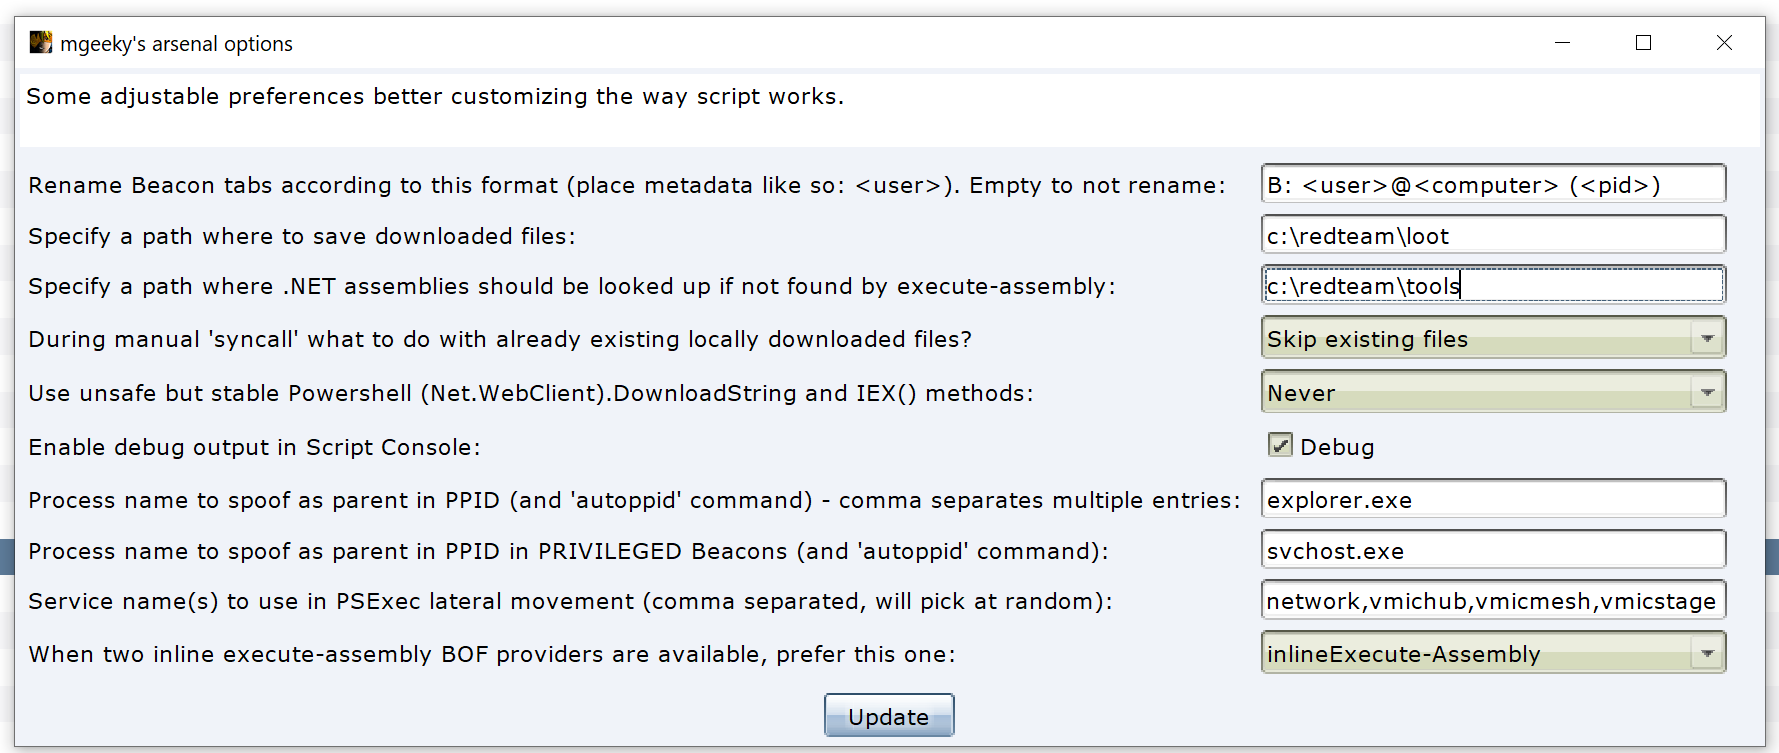 mgeeky's arsenal options
Some adjustable preferences better customizing the way script works.
Rename Beacon tabs according to this format (place metadata like so: <user>). Empty to not rename: B: <user>@<computer> (<pid>)
Specify a path where to save downloaded files: c:\redteam\loot
Specify a path where .NET assemblies should be looked up if not found by execute-assembly: c:\redteam\tools
During manual 'syncall' what to do with already existing locally downloaded files? Skip existing files
Use unsafe but stable Powershell (Net.WebClient).DownloadString and IEX() methods: Never
Enable debug output in Script Console: Debug
Process name to spoof as parent in PPID (and 'autoppid' command) - comma separates multiple entries: explorer.exe
Process name to spoof as parent in PPID in PRIVILEGED Beacons (and 'autoppid' command): svchost.exe
Service name(s) to use in PSExec lateral movement (comma separated, will pick at random): network,vmichub,vmicmesh,vmicstage
When two inline execute-assembly BOF providers are available, prefer this one: inlineExecute-Assembly
Update